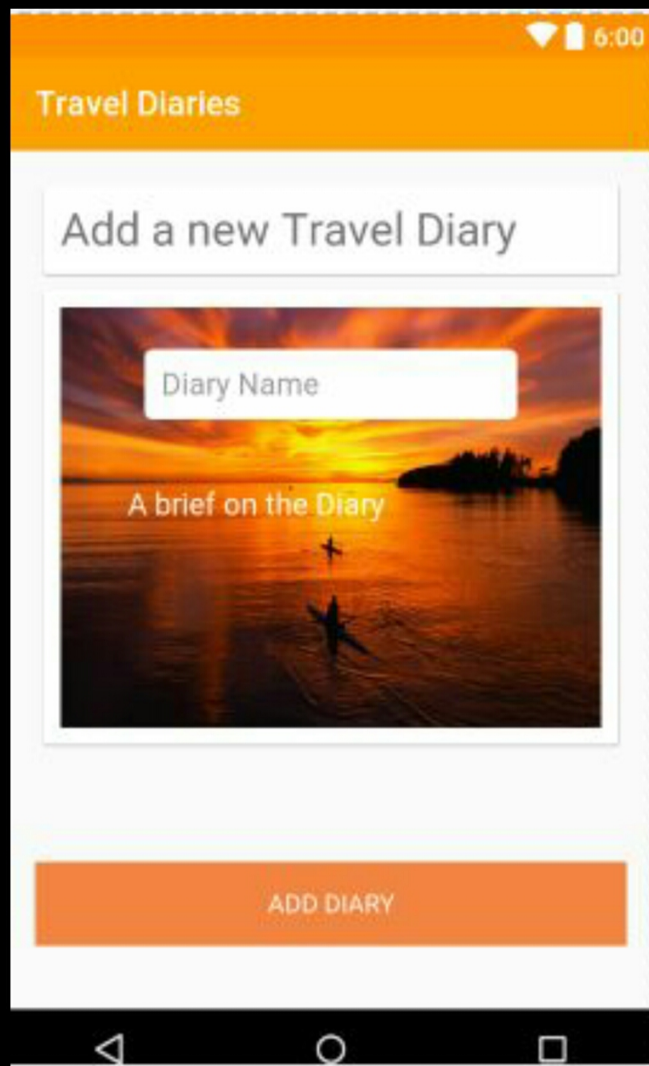 6:00
Travel Diaries
Add a new Travel Diary
Diary Name
A brief on the Diary
ADD DIARY